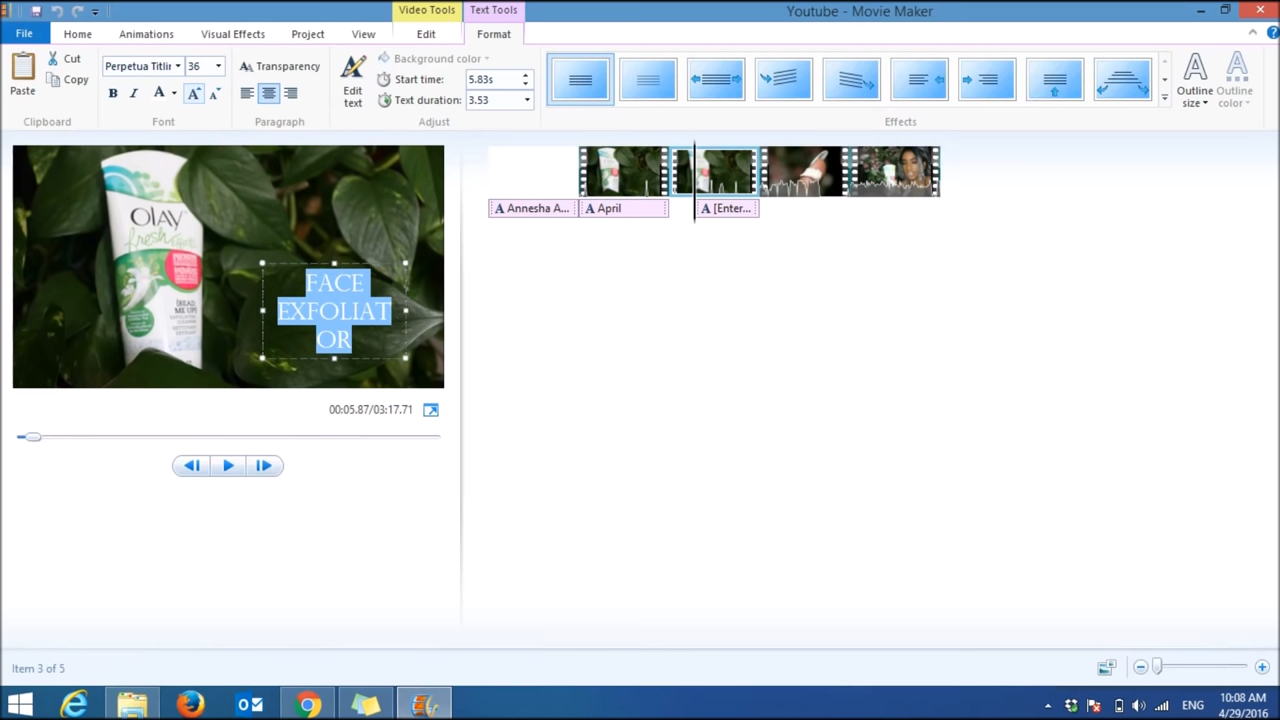 Video Tools
Text Tools
Youtube - Movie Maker
File
Home
Animations
Visual Effects
Project
View
Edit
Format
Paste
Cut
Copy
Clipboard
Perpetua Titlir
36
B I A A A
Font
Transparency
Paragraph
A
Edit
text
Background color
Start time:
5.83s
Text duration:
3.53
Adjust
Effects
A
Outline
size
A
Outline
color
OLAY
fresh
[READ
ME UP]
FACE
EXFOLIAT
OR
A Annesha A...
A April
A [Enter...
00:05.87/03:17.71
Item 3 of 5
ENG
10:08 AM
4/29/2016